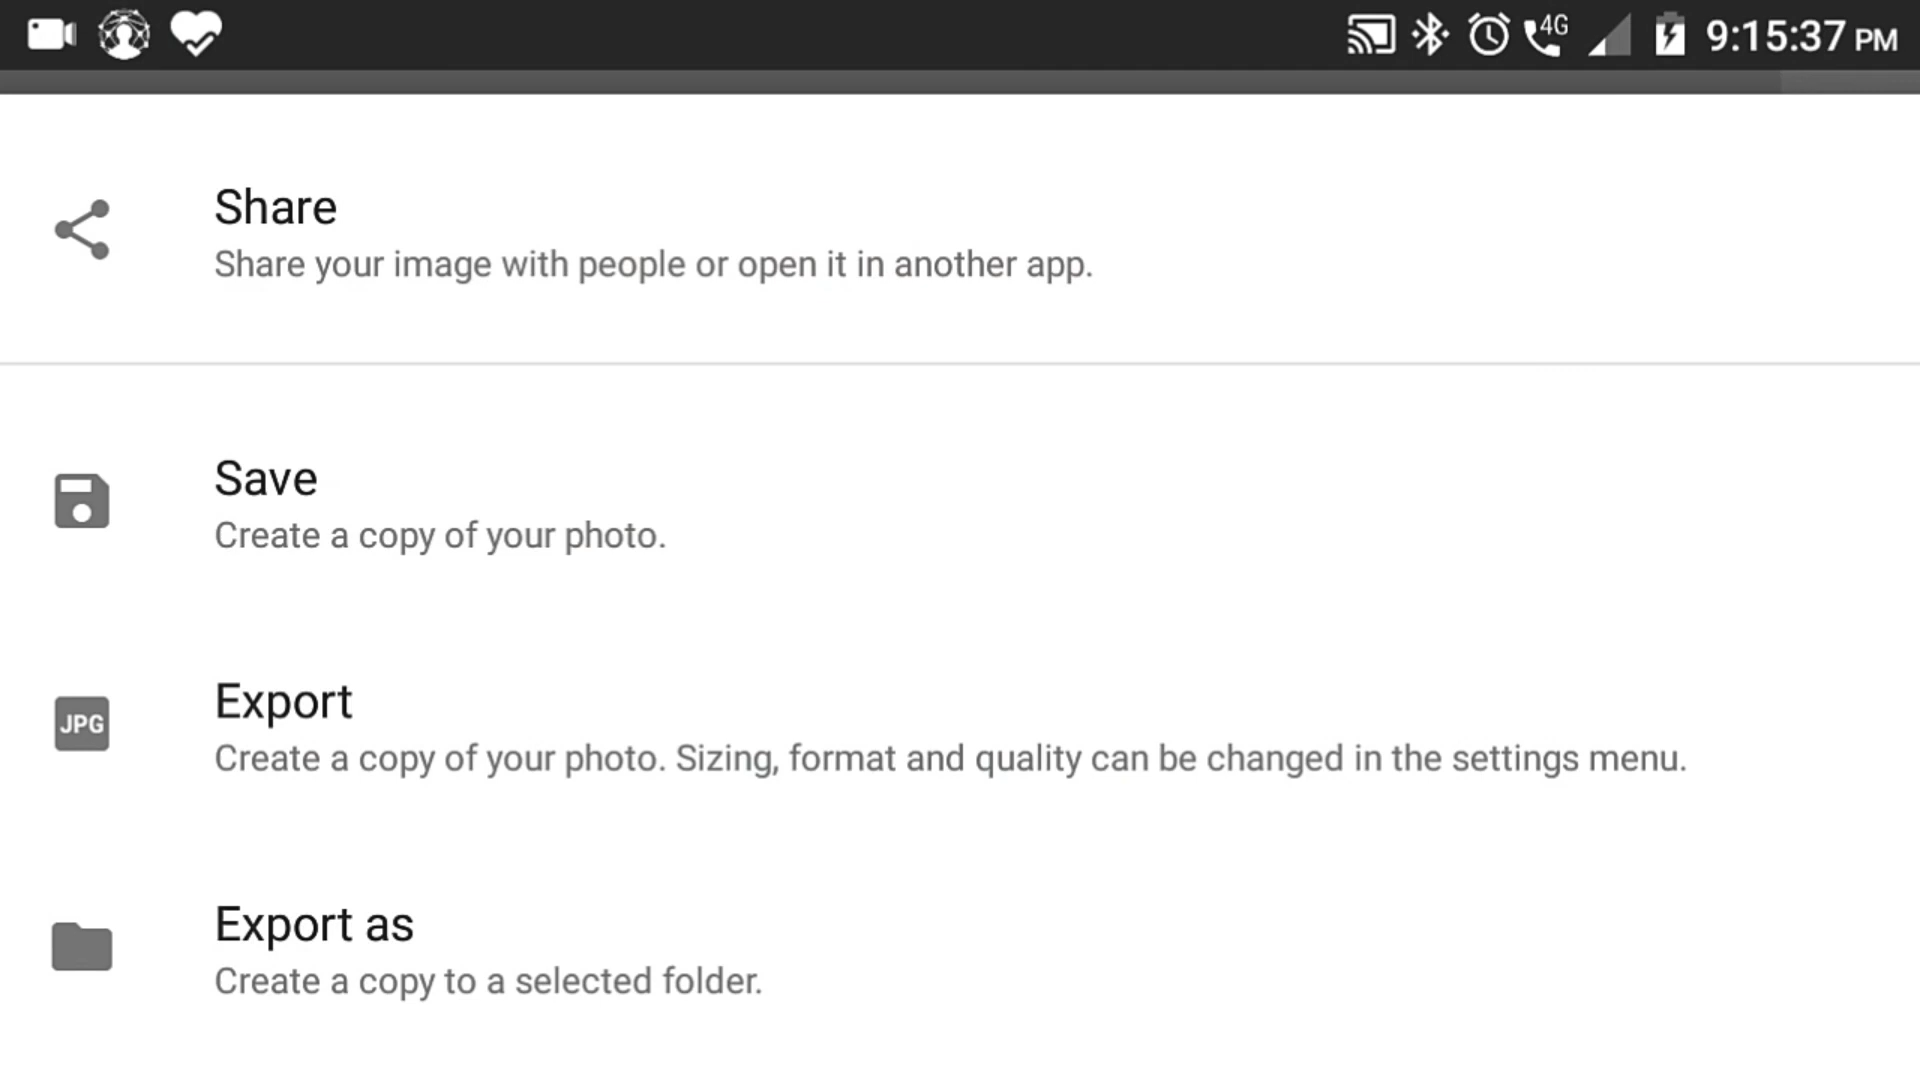 4G 9:15:37 PM
Share
Share your image with people or open it in another app.
Save
Create a copy of your photo.
JPG
Export
Create a copy of your photo. Sizing, format and quality can be changed in the settings menu.
Export as
Create a copy to a selected folder.